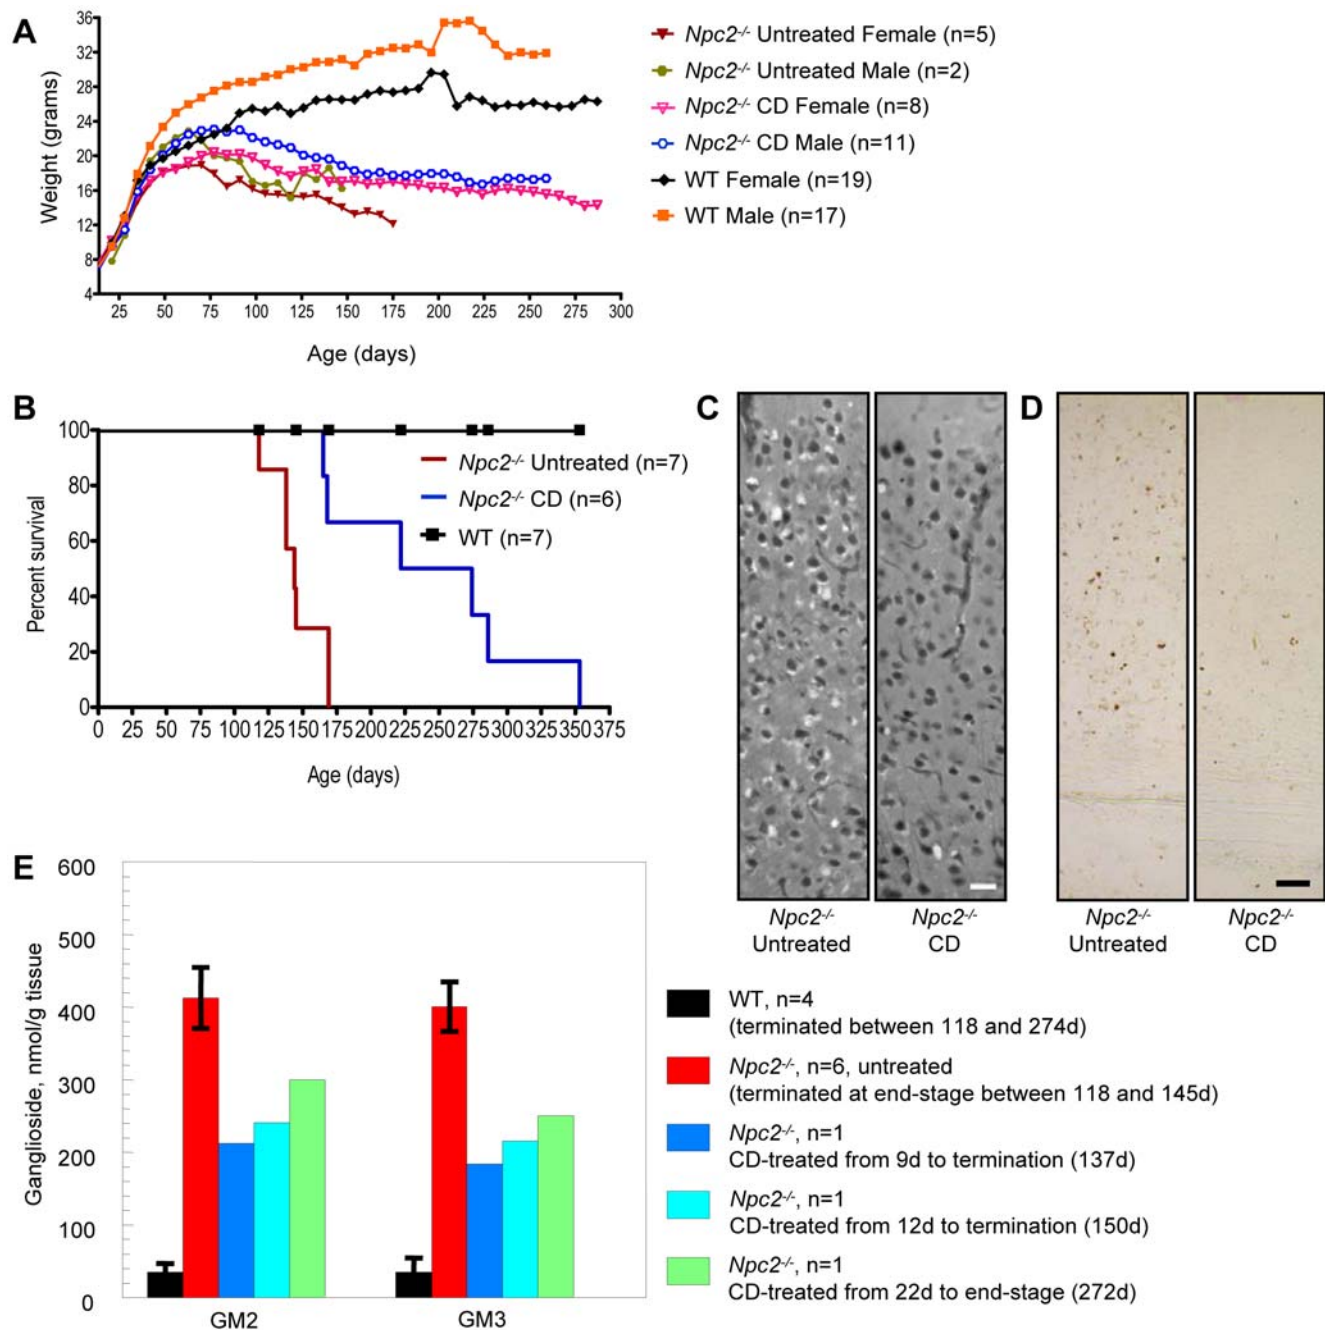 A
Weight (grams)
36
32
28
24
20
16
12
8
4
25 50 75 100 125 150 175 200 225 250 275 300
Age (days)
Npc2-/- Untreated Female (n=5)
Npc2-/- Untreated Male (n=2)
Npc2-/- CD Female (n=8)
Npc2-/- CD Male (n=11)
WT Female (n=19)
WT Male (n=17)
B
Percent survival
100
80
60
40
20
0
0 25 50 75 100 125 150 175 200 225 250 275 300 325 350 375
Age (days)
Npc2-/- Untreated (n=7)
Npc2-/- CD (n=6)
WT (n=7)
C
Npc2-/-
Untreated
Npc2-/-
CD
D
Npc2-/-
Untreated
Npc2-/-
CD
E
Ganglioside, nmol/g tissue
600
500
400
300
200
100
0
GM2 GM3
WT, n=4
(terminated between 118 and 274d)
Npc2-/-, n=6, untreated
(terminated at end-stage between 118 and 145d)
Npc2-/-, n=1
CD-treated from 9d to termination (137d)
Npc2-/-, n=1
CD-treated from 12d to termination (150d)
Npc2-/-, n=1
CD-treated from 22d to end-stage (272d)